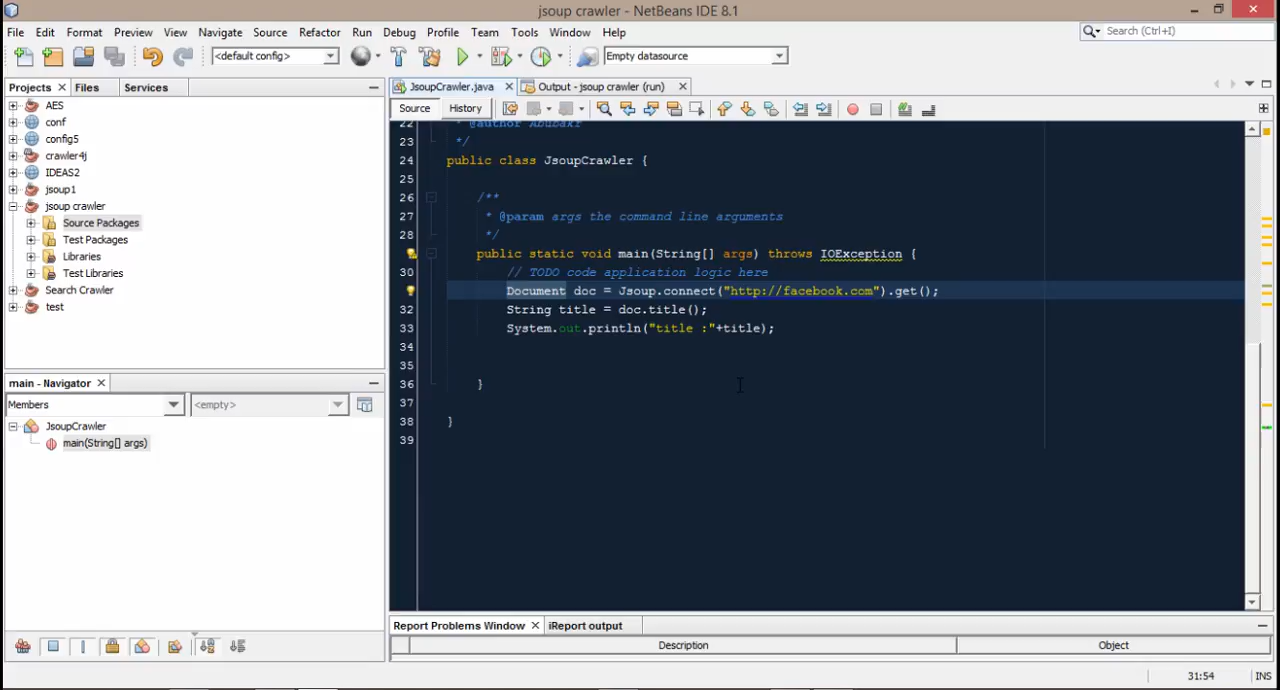 jsoup crawler - NetBeans IDE 8.1
File Edit Format Preview View Navigate Source Refactor Run Debug Profile Team Tools Window Help
Search (Ctrl+I)
<default config>
Empty datasource
Projects Files Services
JsoupCrawler.java Output - jsoup crawler (run)
Source History
AES
conf
config5
crawler4j
IDEAS2
jsoup1
jsoup crawler
Source Packages
Test Packages
Libraries
Test Libraries
Search Crawler
test
22 * @author Abubakr
23 */
24 public class JsoupCrawler {
25
26 /**
27 * @param args the command line arguments
28 */
public static void main(String[] args) throws IOException {
30 // TODO code application logic here
Document doc = Jsoup.connect("http://facebook.com").get();
32 String title = doc.title();
33 System.out.println("title :"+title);
34
35
36 }
37
38 }
39
main - Navigator
Members <empty>
JsoupCrawler
main(String[] args)
Report Problems Window iReport output
Description Object
31:54 INS